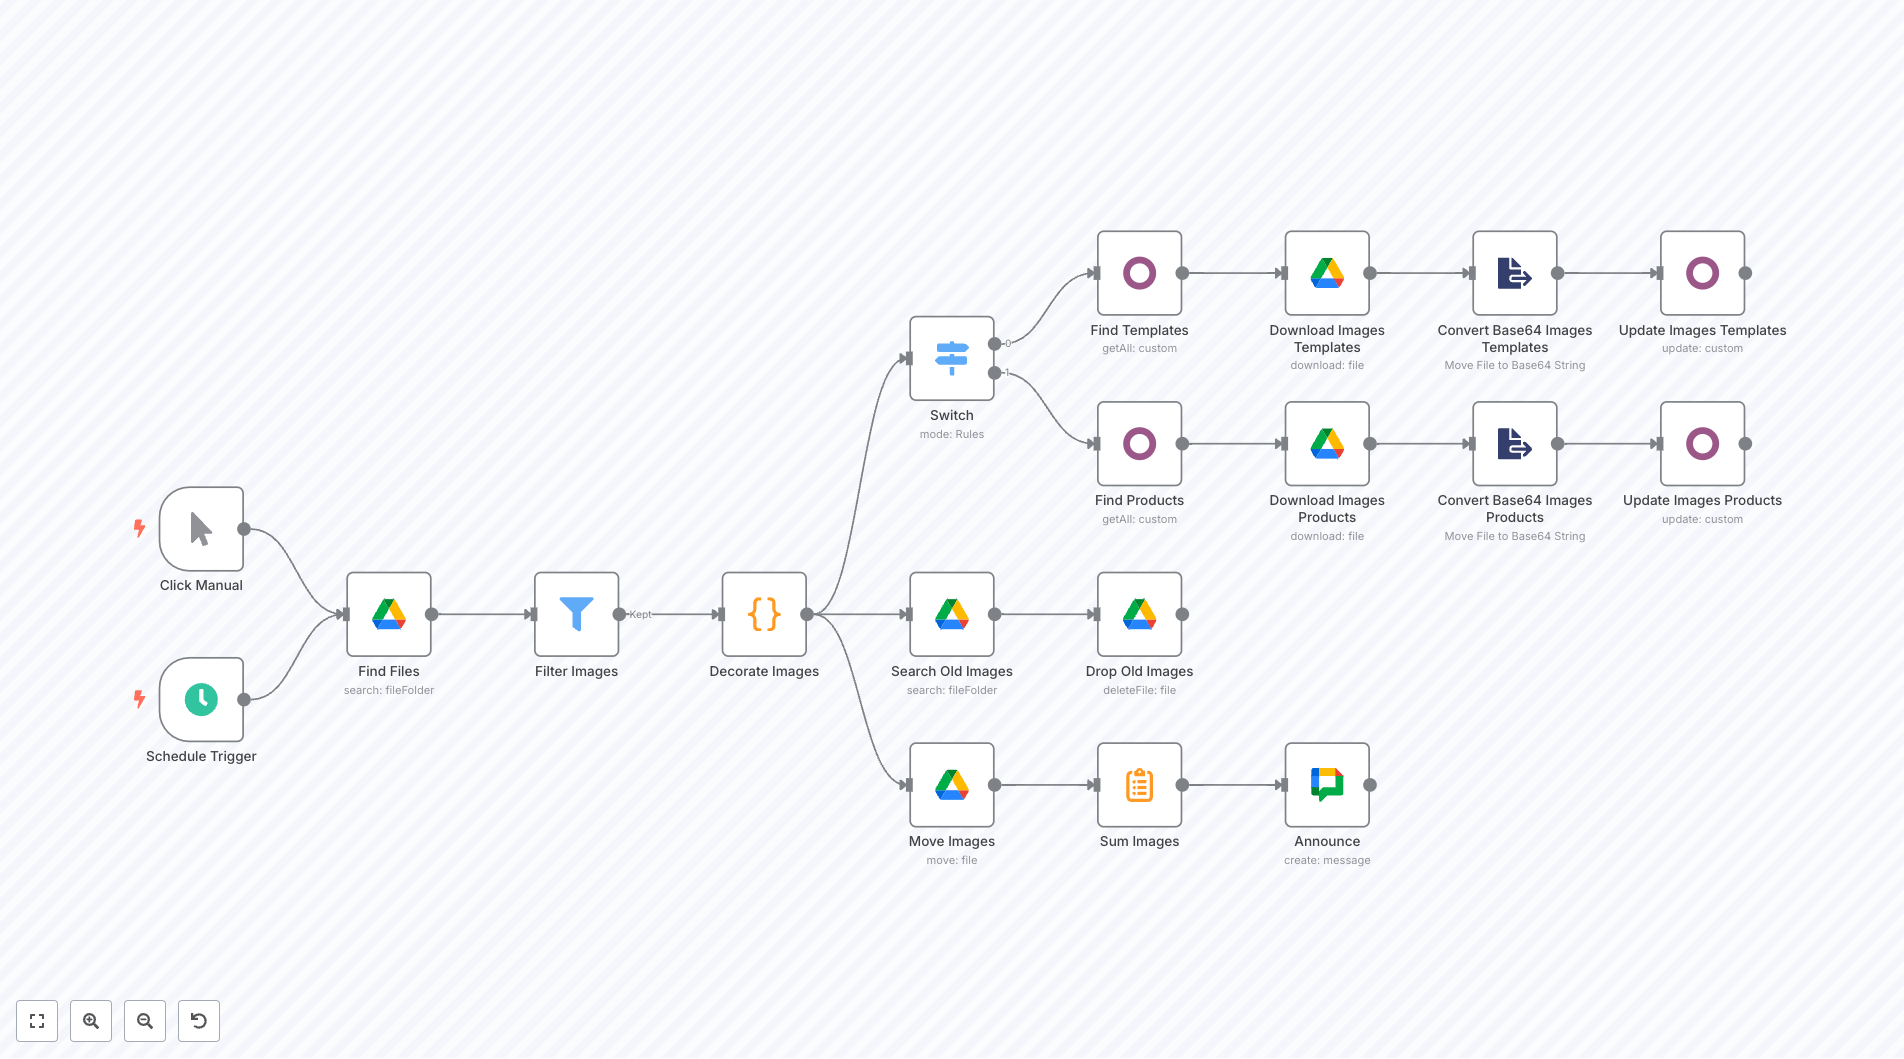 Find Templates
getAll: custom
Download Images
Templates
download: file
Convert Base64 Images
Templates
Move File to Base64 String
Update Images Templates
update: custom
0
1
Switch
mode: Rules
Find Products
getAll: custom
Download Images
Products
download: file
Convert Base64 Images
Products
Move File to Base64 String
Update Images Products
update: custom
Click Manual
Schedule Trigger
Find Files
search: fileFolder
Kept
Filter Images
Decorate Images
Search Old Images
search: fileFolder
Drop Old Images
deleteFile: file
Move Images
move: file
Sum Images
Announce
create: message